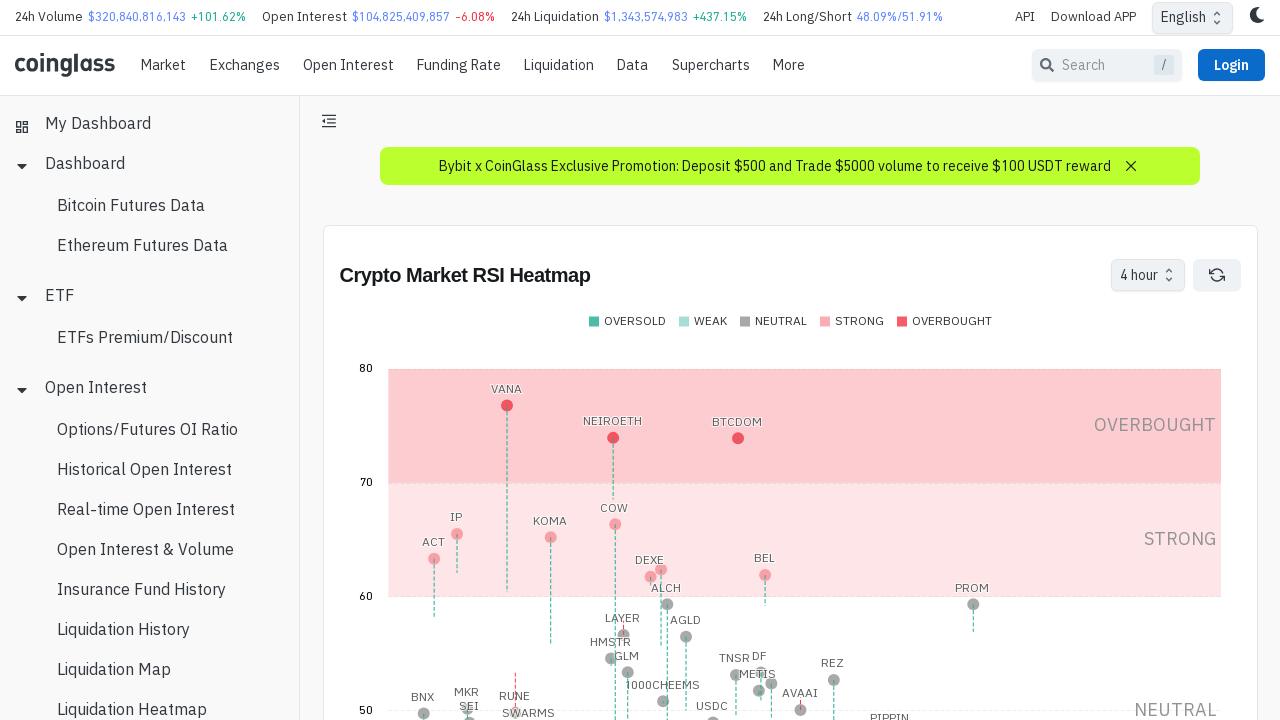 24h Volume $320,840,816,143 +101.62% Open Interest $104,825,409,857 -6.08% 24h Liquidation $1,343,574,983 +437.15% 24h Long/Short 48.09%/51.91% API Download APP English
coinglass Market Exchanges Open Interest Funding Rate Liquidation Data Supercharts More Search / Login
My Dashboard
Dashboard
Bitcoin Futures Data
Ethereum Futures Data
ETF
ETFs Premium/Discount
Open Interest
Options/Futures OI Ratio
Historical Open Interest
Real-time Open Interest
Open Interest & Volume
Insurance Fund History
Liquidation History
Liquidation Map
Liquidation Heatmap
Bybit x CoinGlass Exclusive Promotion: Deposit $500 and Trade $5000 volume to receive $100 USDT reward
Crypto Market RSI Heatmap 4 hour
OVERSOLD WEAK NEUTRAL STRONG OVERBOUGHT
80
VANA
NEIROETH BTCDOM OVERBOUGHT
70
COW
IP KOMA
STRONG
ACT
DEXE BEL
ALCH PROM
60
LAYER AGLD
HMSTR
GLM TNSR DF REZ
METIS
1000CHEEMS
BNX MKR RUNE AVAAI
SEI USDC
SWARMS PIPPIN
50 NEUTRAL